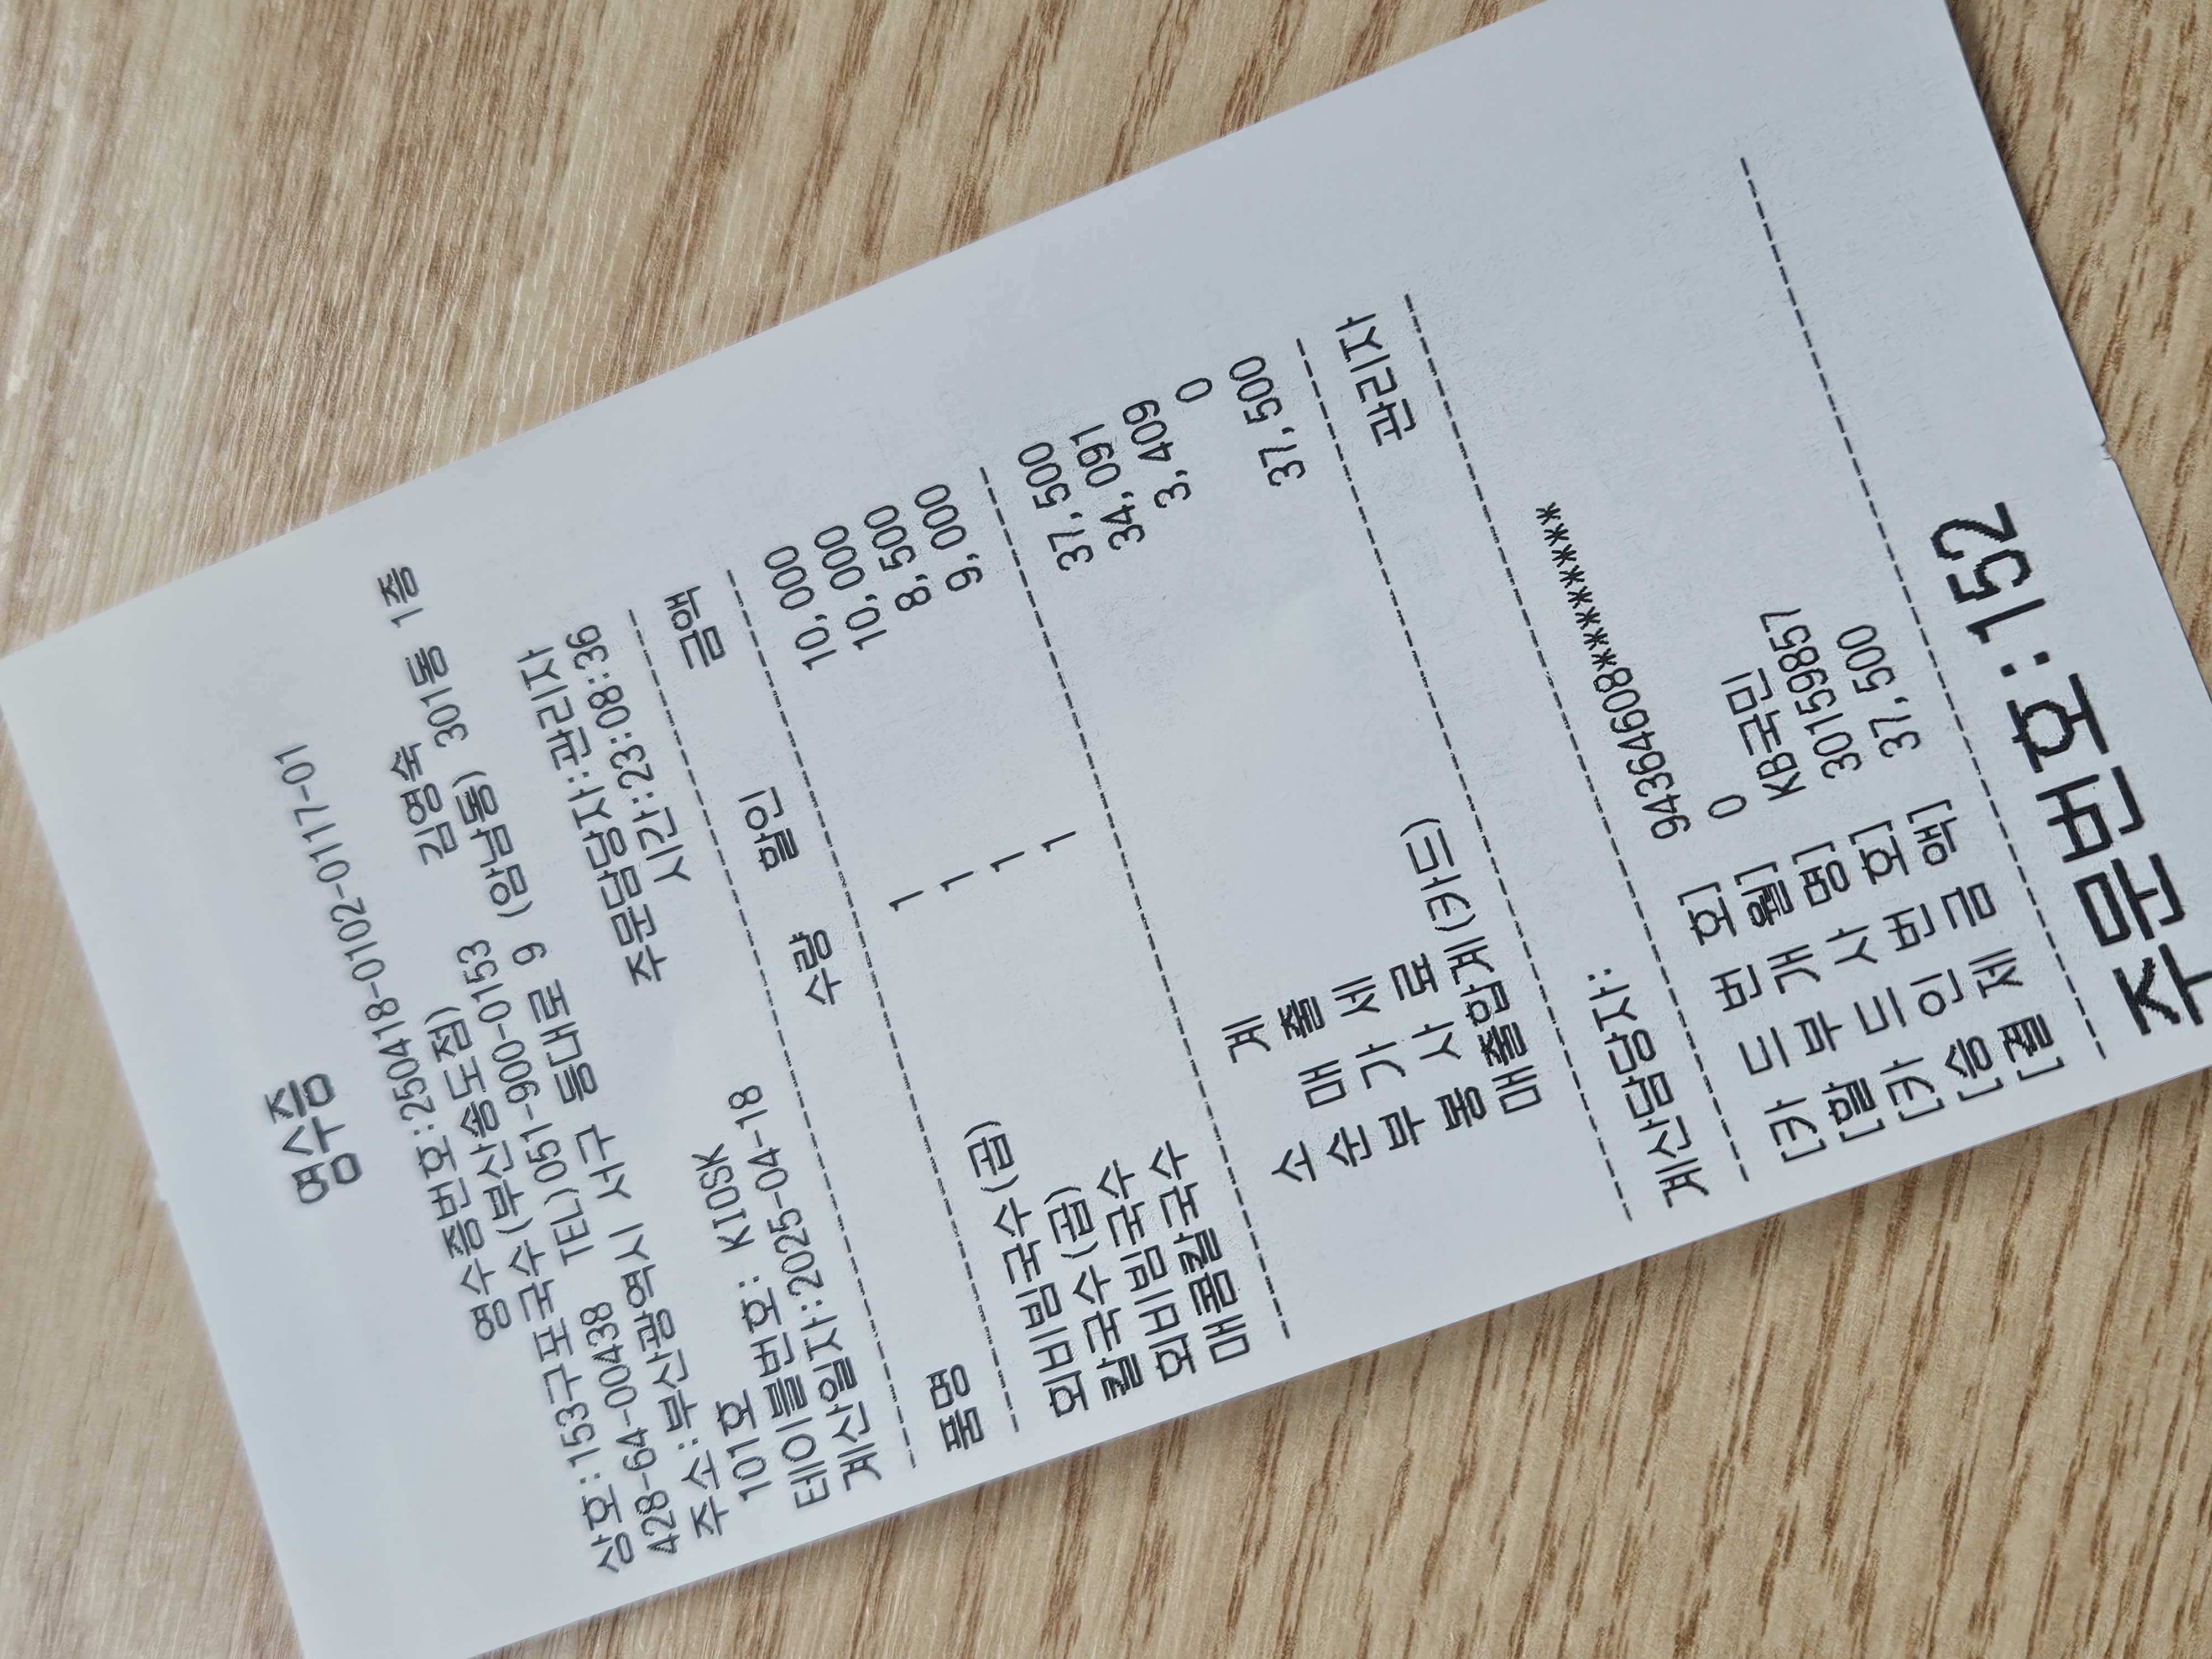 영수증
영수증번호:250418-0102-0117-01
상호:153구포국수(부산송도점) 김영숙
428-64-00438 TEL)051-900-0153
주소:부산광역시 서구 등대로 9 (암남동) 301동 1층
101호
테이블번호: KIOSK 주문담당자:관리자
계산일자:2025-04-18 시간:23:08:36
품명 수량 할인 금액
외비빔국수(곱) 1 10,000
칼국수(곱) 1 10,000
외비빔국수 1 8,500
매콤칼국수 1 9,000
소 계 37,500
순 매 출 34,091
부 가 세 3,409
봉 사 료 0
매출합계(카드) 37,500
계산담당자: 관리자
[카 드 번 호] 94364608********
[할 부 개 월] 0
[카 드 사 명] KB국민
[승 인 번 호] 30159857
[결 제 금 액] 37,500
주문번호:152